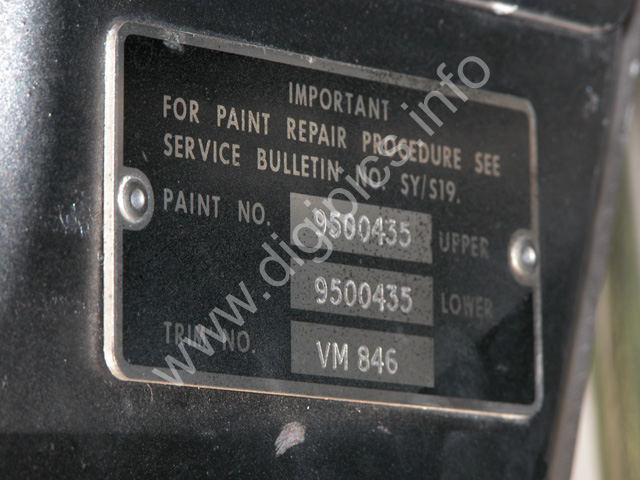 IMPORTANT
FOR PAINT REPAIR PROCEDURE SEE
SERVICE BULLETIN NO. SY/S19.
PAINT NO. 9500435 UPPER
9500435 LOWER
TRIM NO. VM 846
www.digipics.info